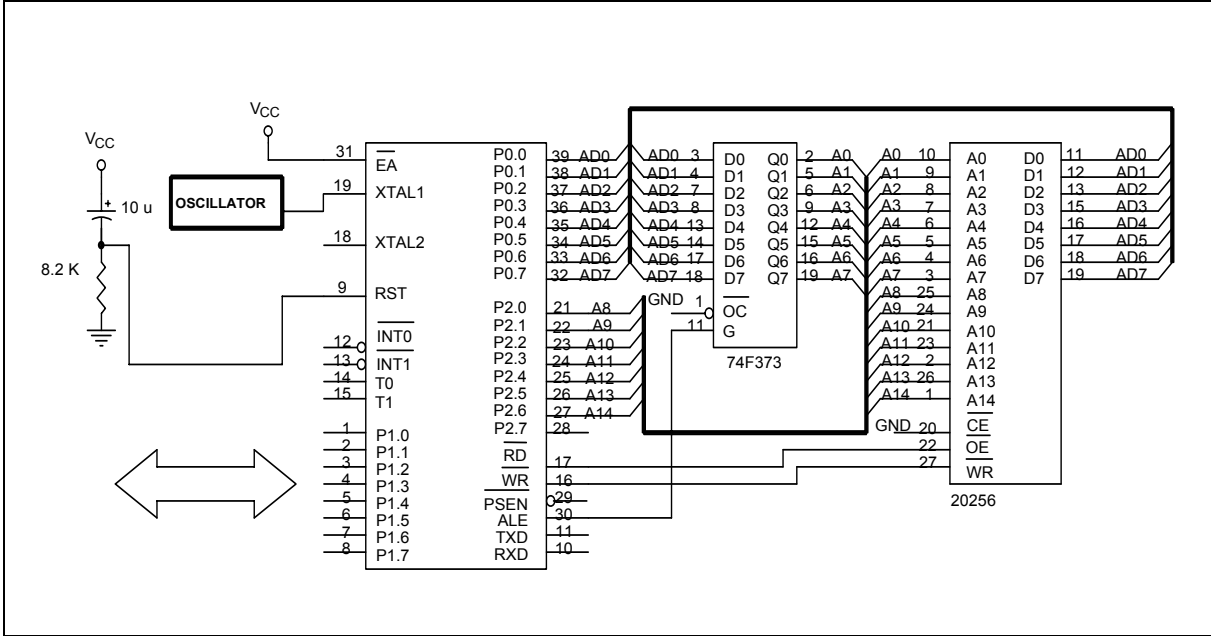 VCC
VCC
+
10 u
8.2 K
OSCILLATOR
31 EA
19 XTAL1
18 XTAL2
9 RST
12 INT0
13 INT1
14 T0
15 T1
1 P1.0
2 P1.1
3 P1.2
4 P1.3
5 P1.4
6 P1.5
7 P1.6
8 P1.7
P0.0 39 AD0
P0.1 38 AD1
P0.2 37 AD2
P0.3 36 AD3
P0.4 35 AD4
P0.5 34 AD5
P0.6 33 AD6
P0.7 32 AD7
P2.0 21 A8
P2.1 22 A9
P2.2 23 A10
P2.3 24 A11
P2.4 25 A12
P2.5 26 A13
P2.6 27 A14
P2.7 28
RD 17
WR 16
PSEN 29
ALE 30
TXD 11
RXD 10
AD0 3 D0 Q0 2 A0
AD1 4 D1 Q1 5 A1
AD2 7 D2 Q2 6 A2
AD3 8 D3 Q3 9 A3
AD4 13 D4 Q4 12 A4
AD5 14 D5 Q5 15 A5
AD6 17 D6 Q6 16 A6
AD7 18 D7 Q7 19 A7
GND 1 OC
11 G
74F373
A0 10 A0 D0 11 AD0
A1 9 A1 D1 12 AD1
A2 8 A2 D2 13 AD2
A3 7 A3 D3 15 AD3
A4 6 A4 D4 16 AD4
A5 5 A5 D5 17 AD5
A6 4 A6 D6 18 AD6
A7 3 A7 D7 19 AD7
A8 25 A8
A9 24 A9
A10 21 A10
A11 23 A11
A12 2 A12
A13 26 A13
A14 1 A14
GND 20 CE
22 OE
27 WR
20256